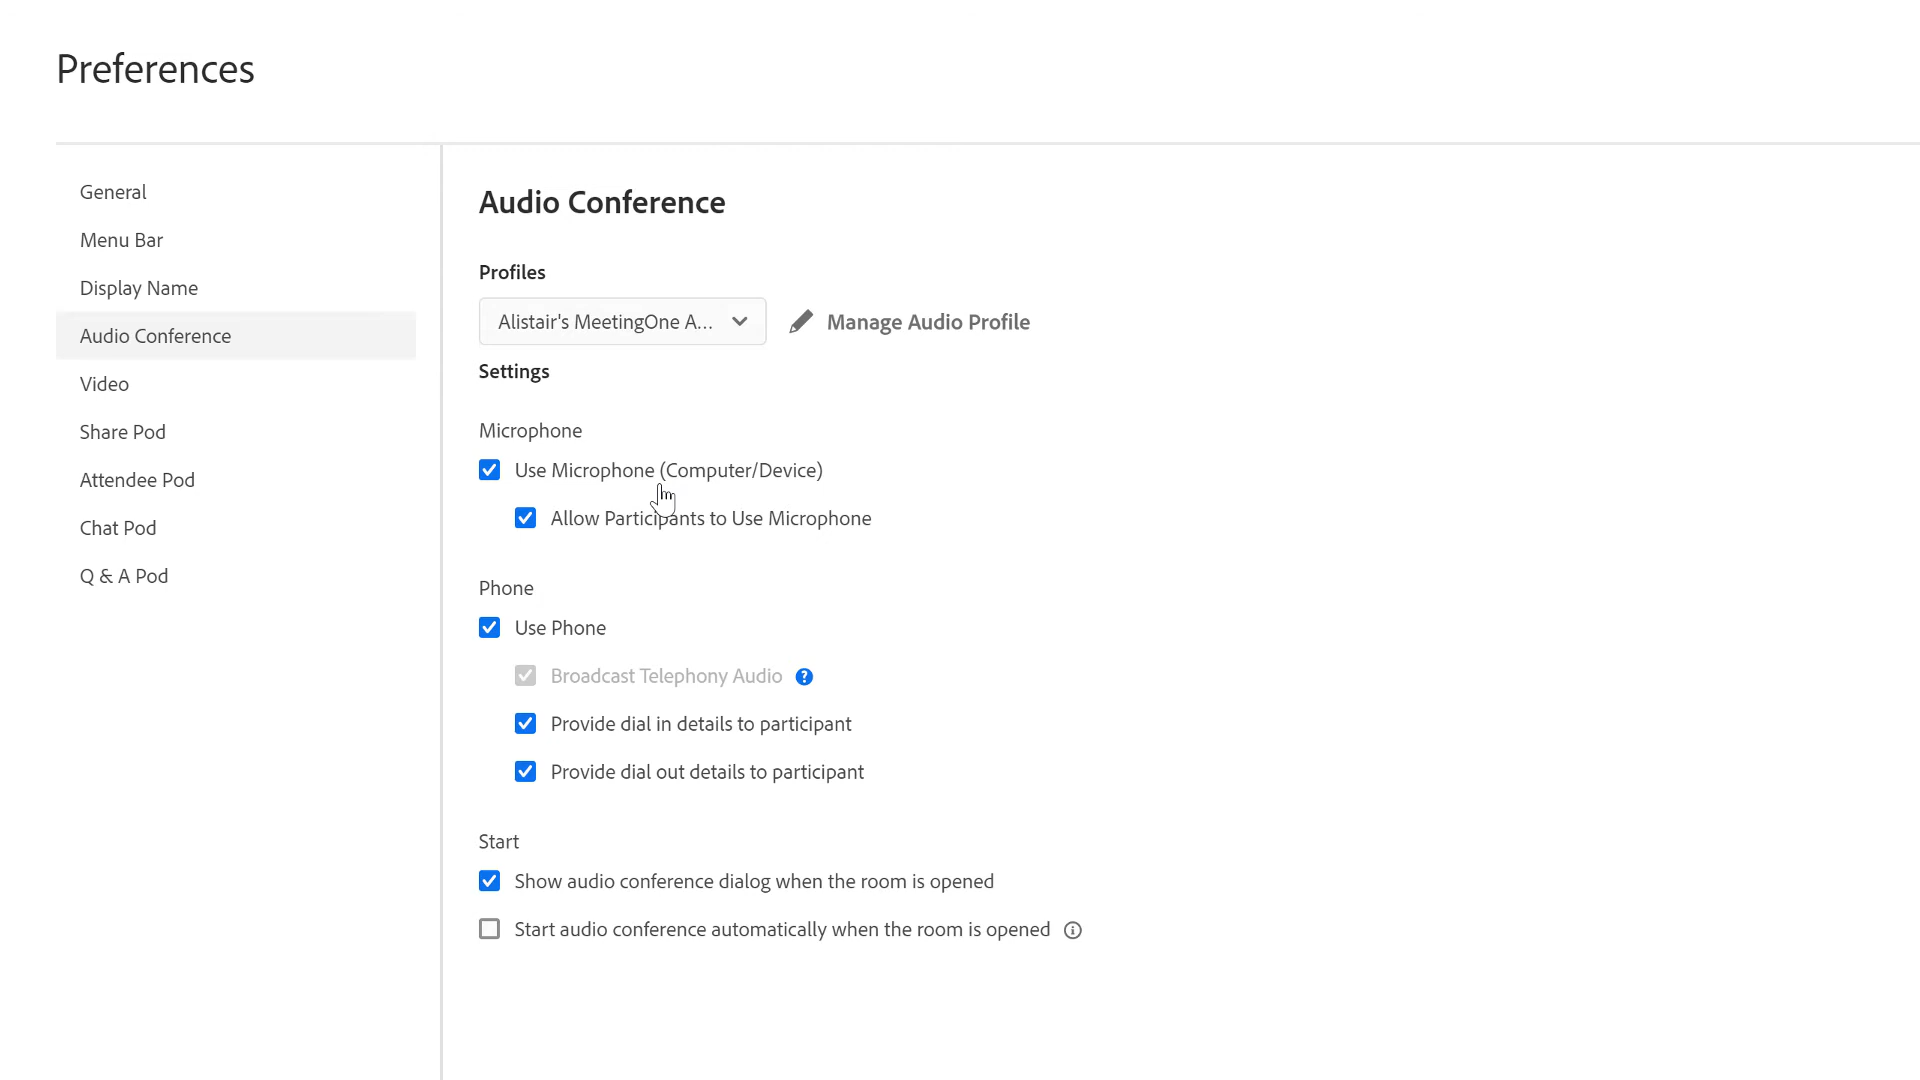 Preferences
General
Menu Bar
Display Name
Audio Conference
Video
Share Pod
Attendee Pod
Chat Pod
Q & A Pod
Audio Conference
Profiles
Alistair's MeetingOne A...
Manage Audio Profile
Settings
Microphone
Use Microphone (Computer/Device)
Allow Participants to Use Microphone
Phone
Use Phone
Broadcast Telephony Audio ?
Provide dial in details to participant
Provide dial out details to participant
Start
Show audio conference dialog when the room is opened
Start audio conference automatically when the room is opened